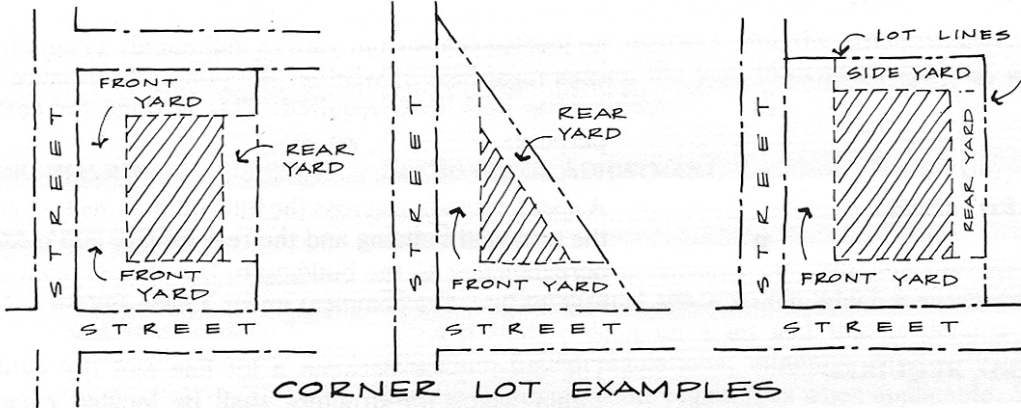 FRONT
YARD
REAR
YARD
FRONT
YARD
STREET
STREET
REAR
YARD
FRONT YARD
STREET
STREET
LOT LINES
SIDE YARD
REAR YARD
FRONT YARD
STREET
STREET
CORNER LOT EXAMPLES